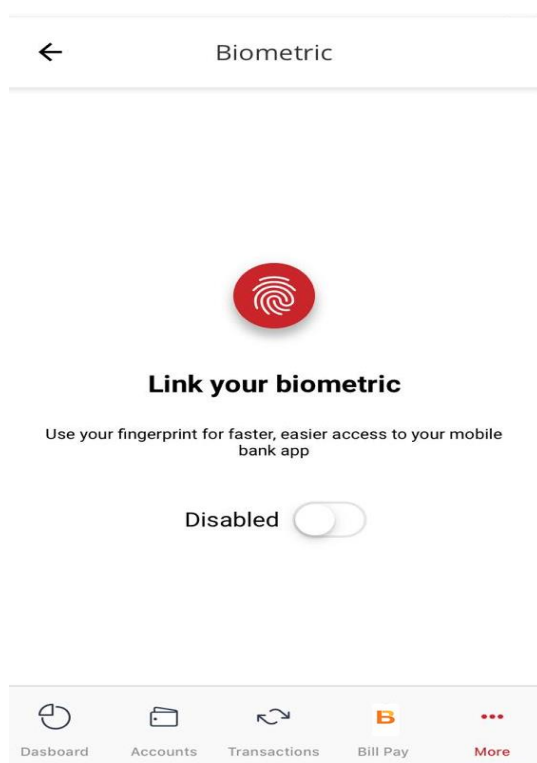 Biometric
Link your biometric
Use your fingerprint for faster, easier access to your mobile
bank app
Disabled
B
Dasboard Accounts Transactions Bill Pay More